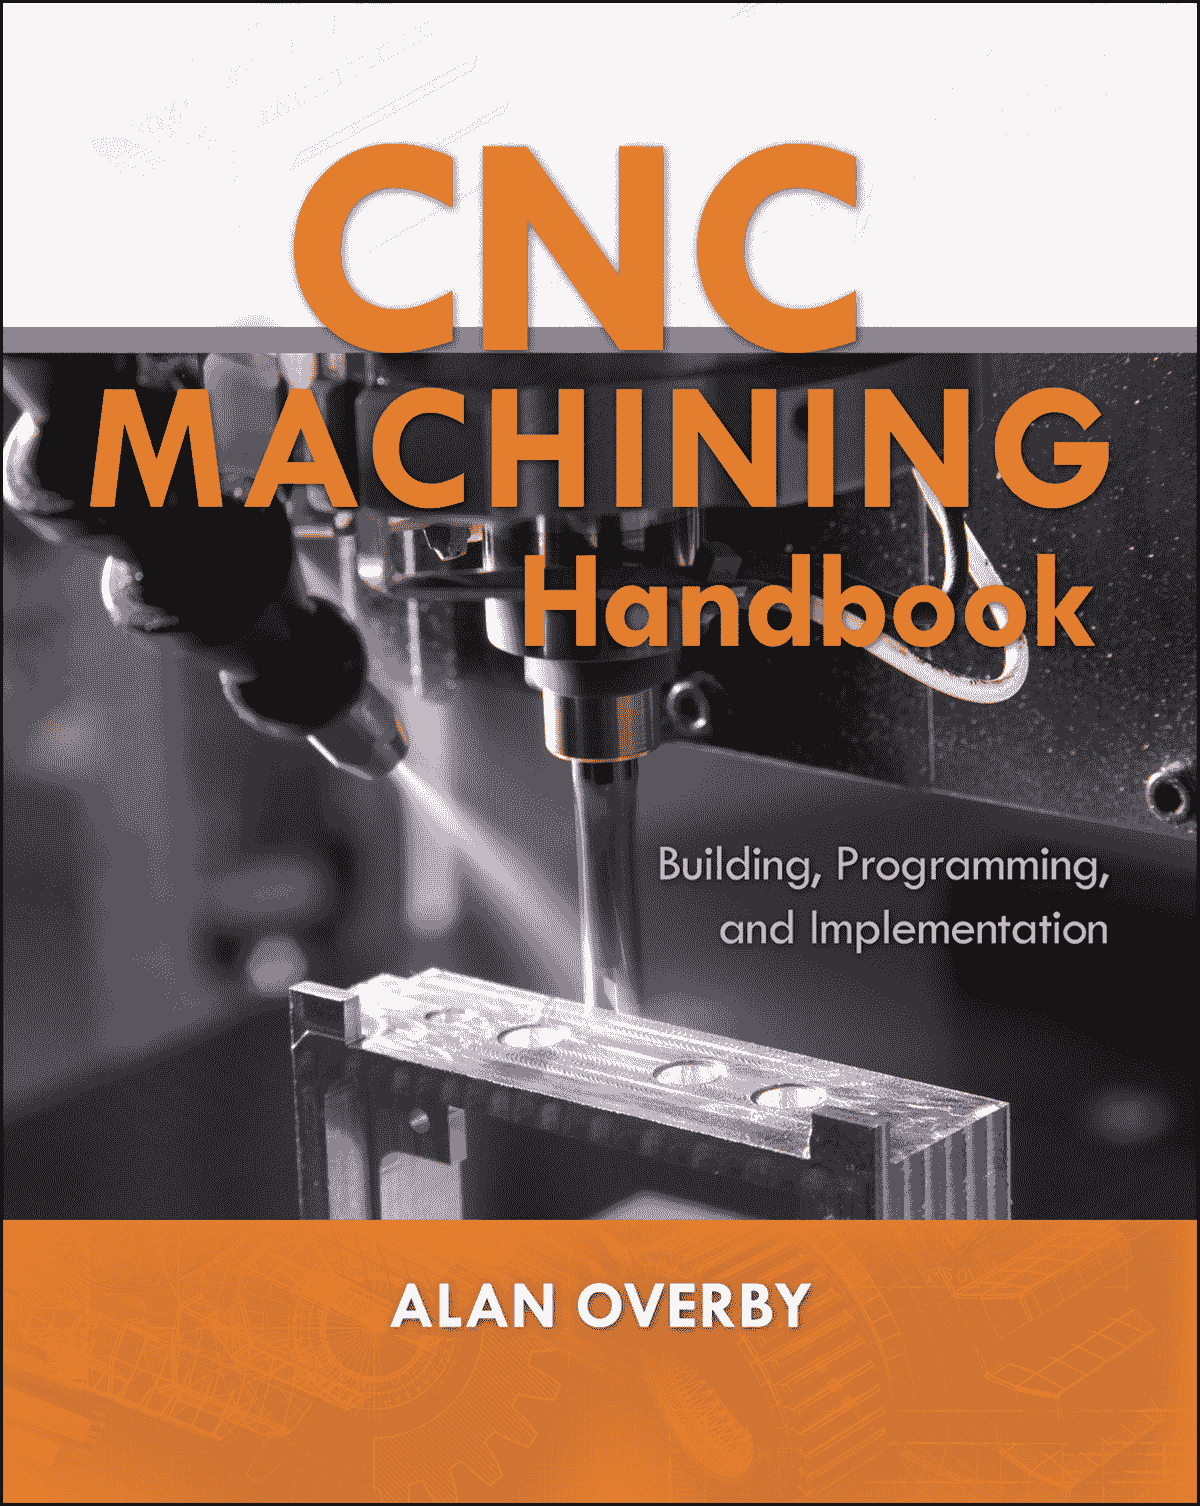 CNC
MACHINING
Handbook
Building, Programming,
and Implementation
ALAN OVERBY